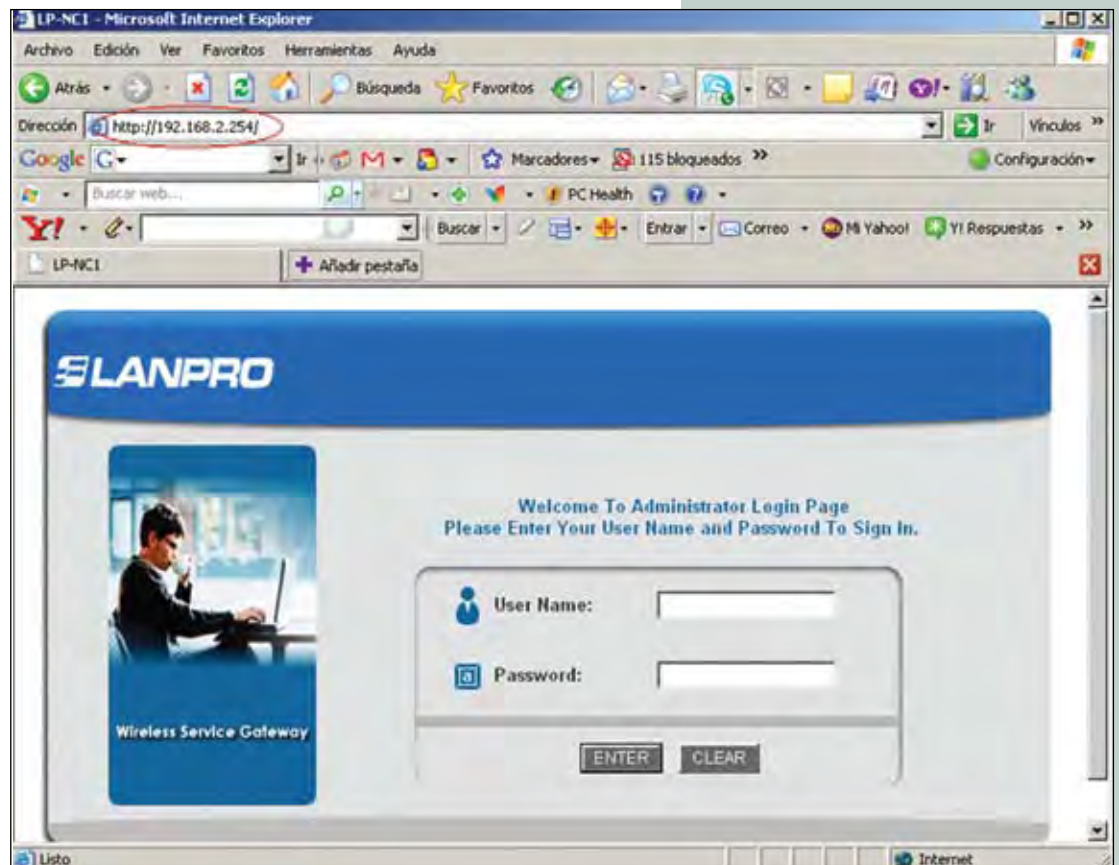 LP-NC1 - Microsoft Internet Explorer
Archivo Edición Ver Favoritos Herramientas Ayuda
Atrás Búsqueda Favoritos
Dirección http://192.168.2.254/ Ir Vínculos »
Google G Ir M Marcadores 115 bloqueados » Configuración
Buscar web... PC Health
Y! Buscar Entrar Correo Mi Yahoo! Y! Respuestas »
LP-NC1 Añadir pestaña
LANPRO
Welcome To Administrator Login Page
Please Enter Your User Name and Password To Sign In.
User Name:
Password:
Wireless Service Gateway
ENTER CLEAR
Listo Internet